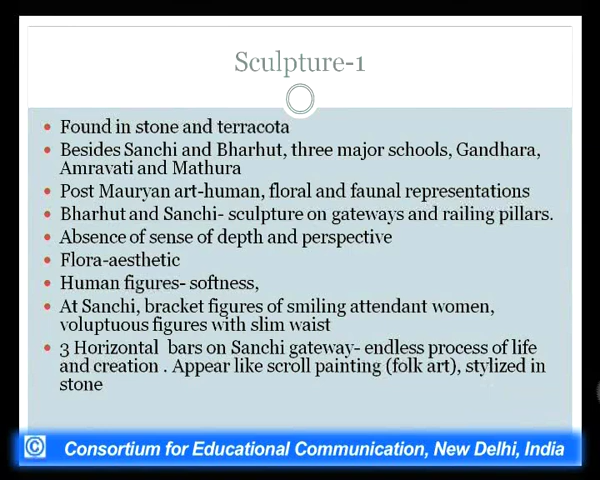 Sculpture-1
• Found in stone and terracota
• Besides Sanchi and Bharhut, three major schools, Gandhara,
Amravati and Mathura
• Post Mauryan art-human, floral and faunal representations
• Bharhut and Sanchi- sculpture on gateways and railing pillars.
• Absence of sense of depth and perspective
• Flora-aesthetic
• Human figures- softness,
• At Sanchi, bracket figures of smiling attendant women,
voluptuous figures with slim waist
• 3 Horizontal bars on Sanchi gateway- endless process of life
and creation . Appear like scroll painting (folk art), stylized in
stone
© Consortium for Educational Communication, New Delhi, India